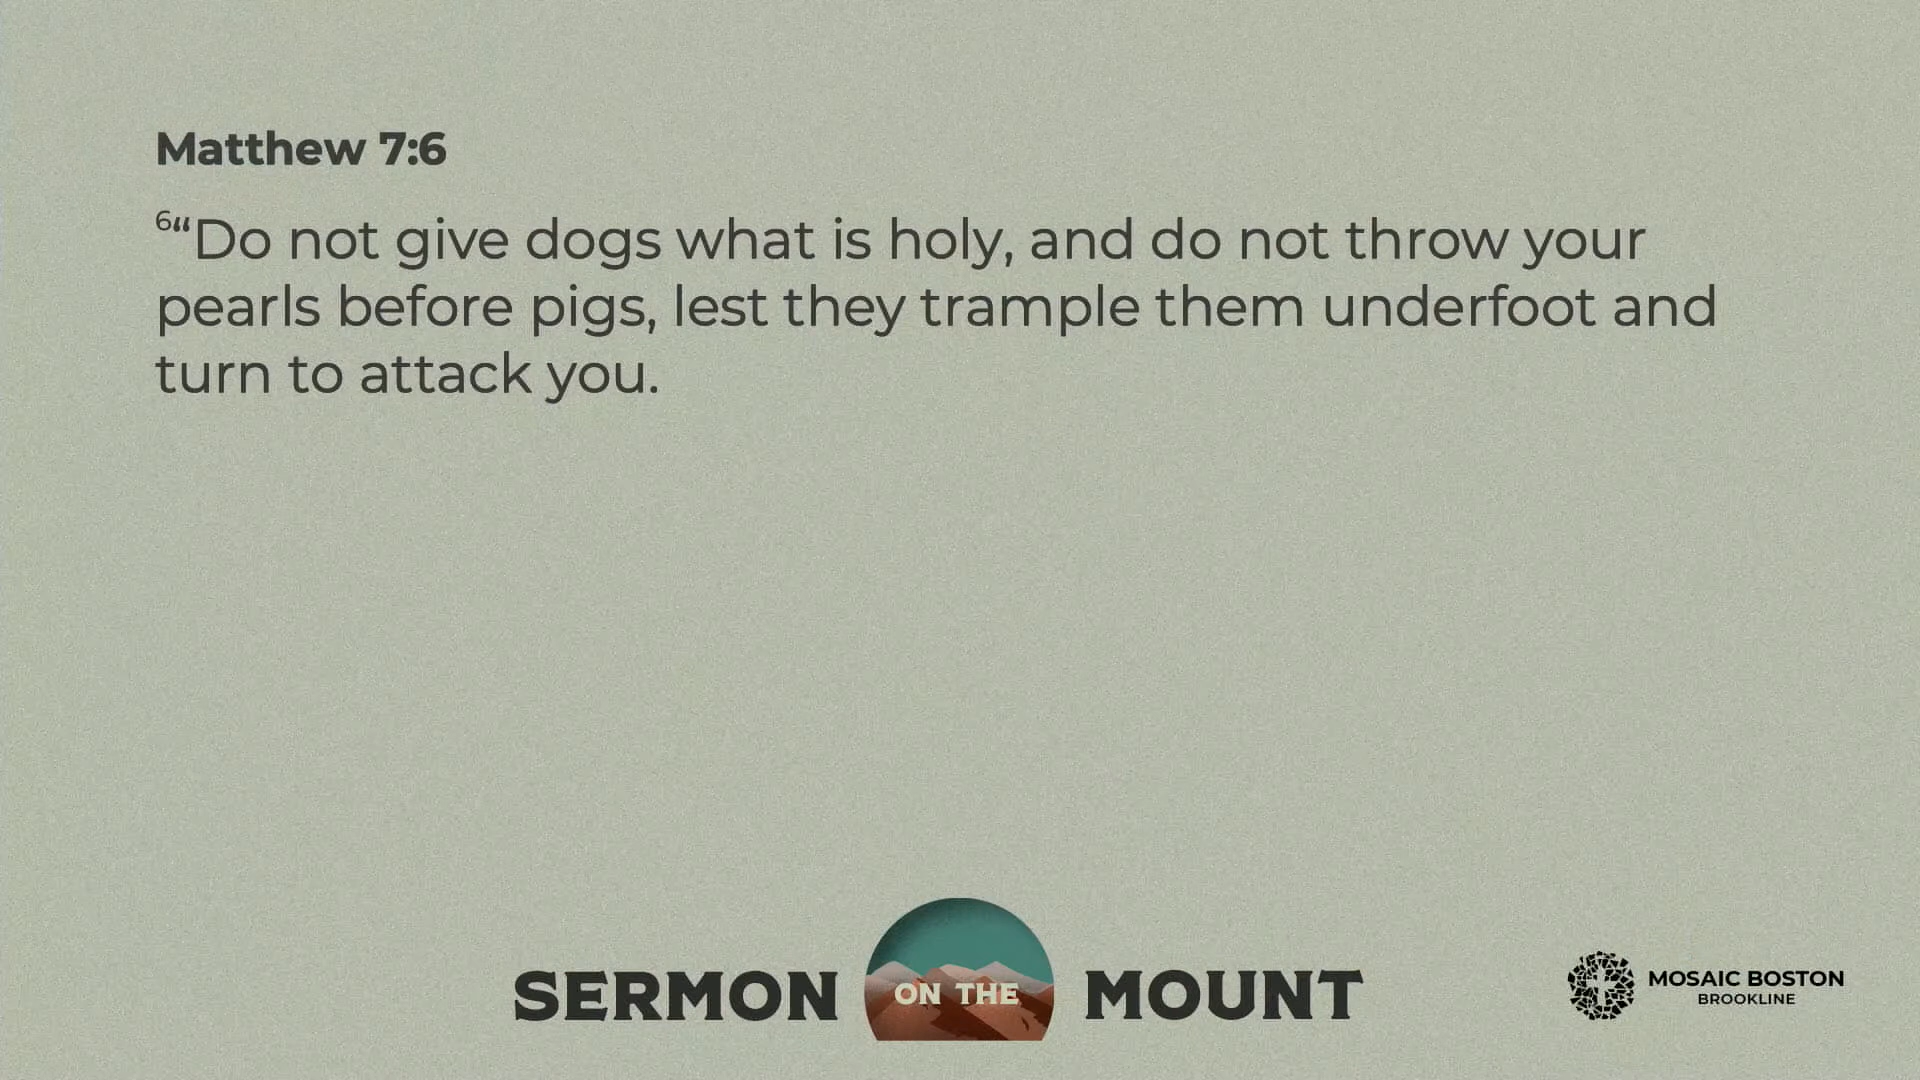 Matthew 7:6
6“Do not give dogs what is holy, and do not throw your
pearls before pigs, lest they trample them underfoot and
turn to attack you.
SERMON ON THE MOUNT
MOSAIC BOSTON
BROOKLINE